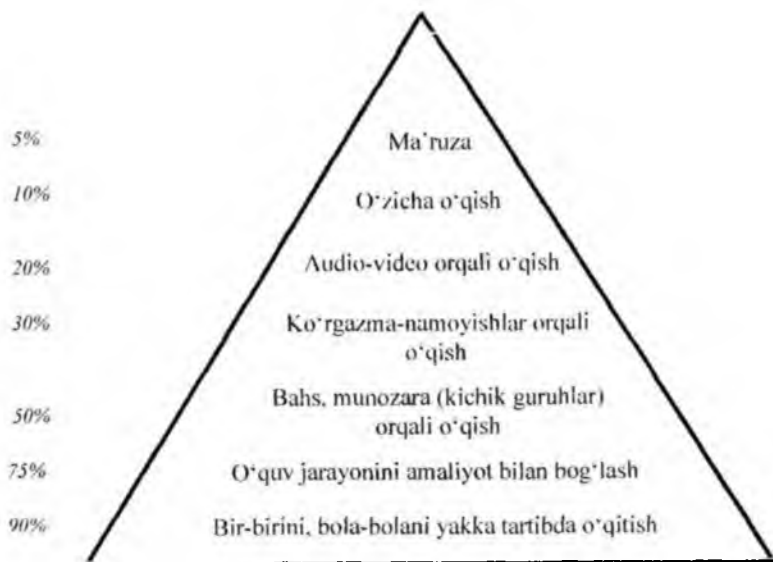 5% Ma'ruza
10% O‘zicha o‘qish
20% Audio-video orqali o‘qish
30% Ko‘rgazma-namoyishlar orqali
o‘qish
Bahs, munozara (kichik guruhlar)
50% orqali o‘qish
75% O‘quv jarayonini amaliyot bilan bog‘lash
90% Bir-birini, bola-bolani yakka tartibda o‘qitish